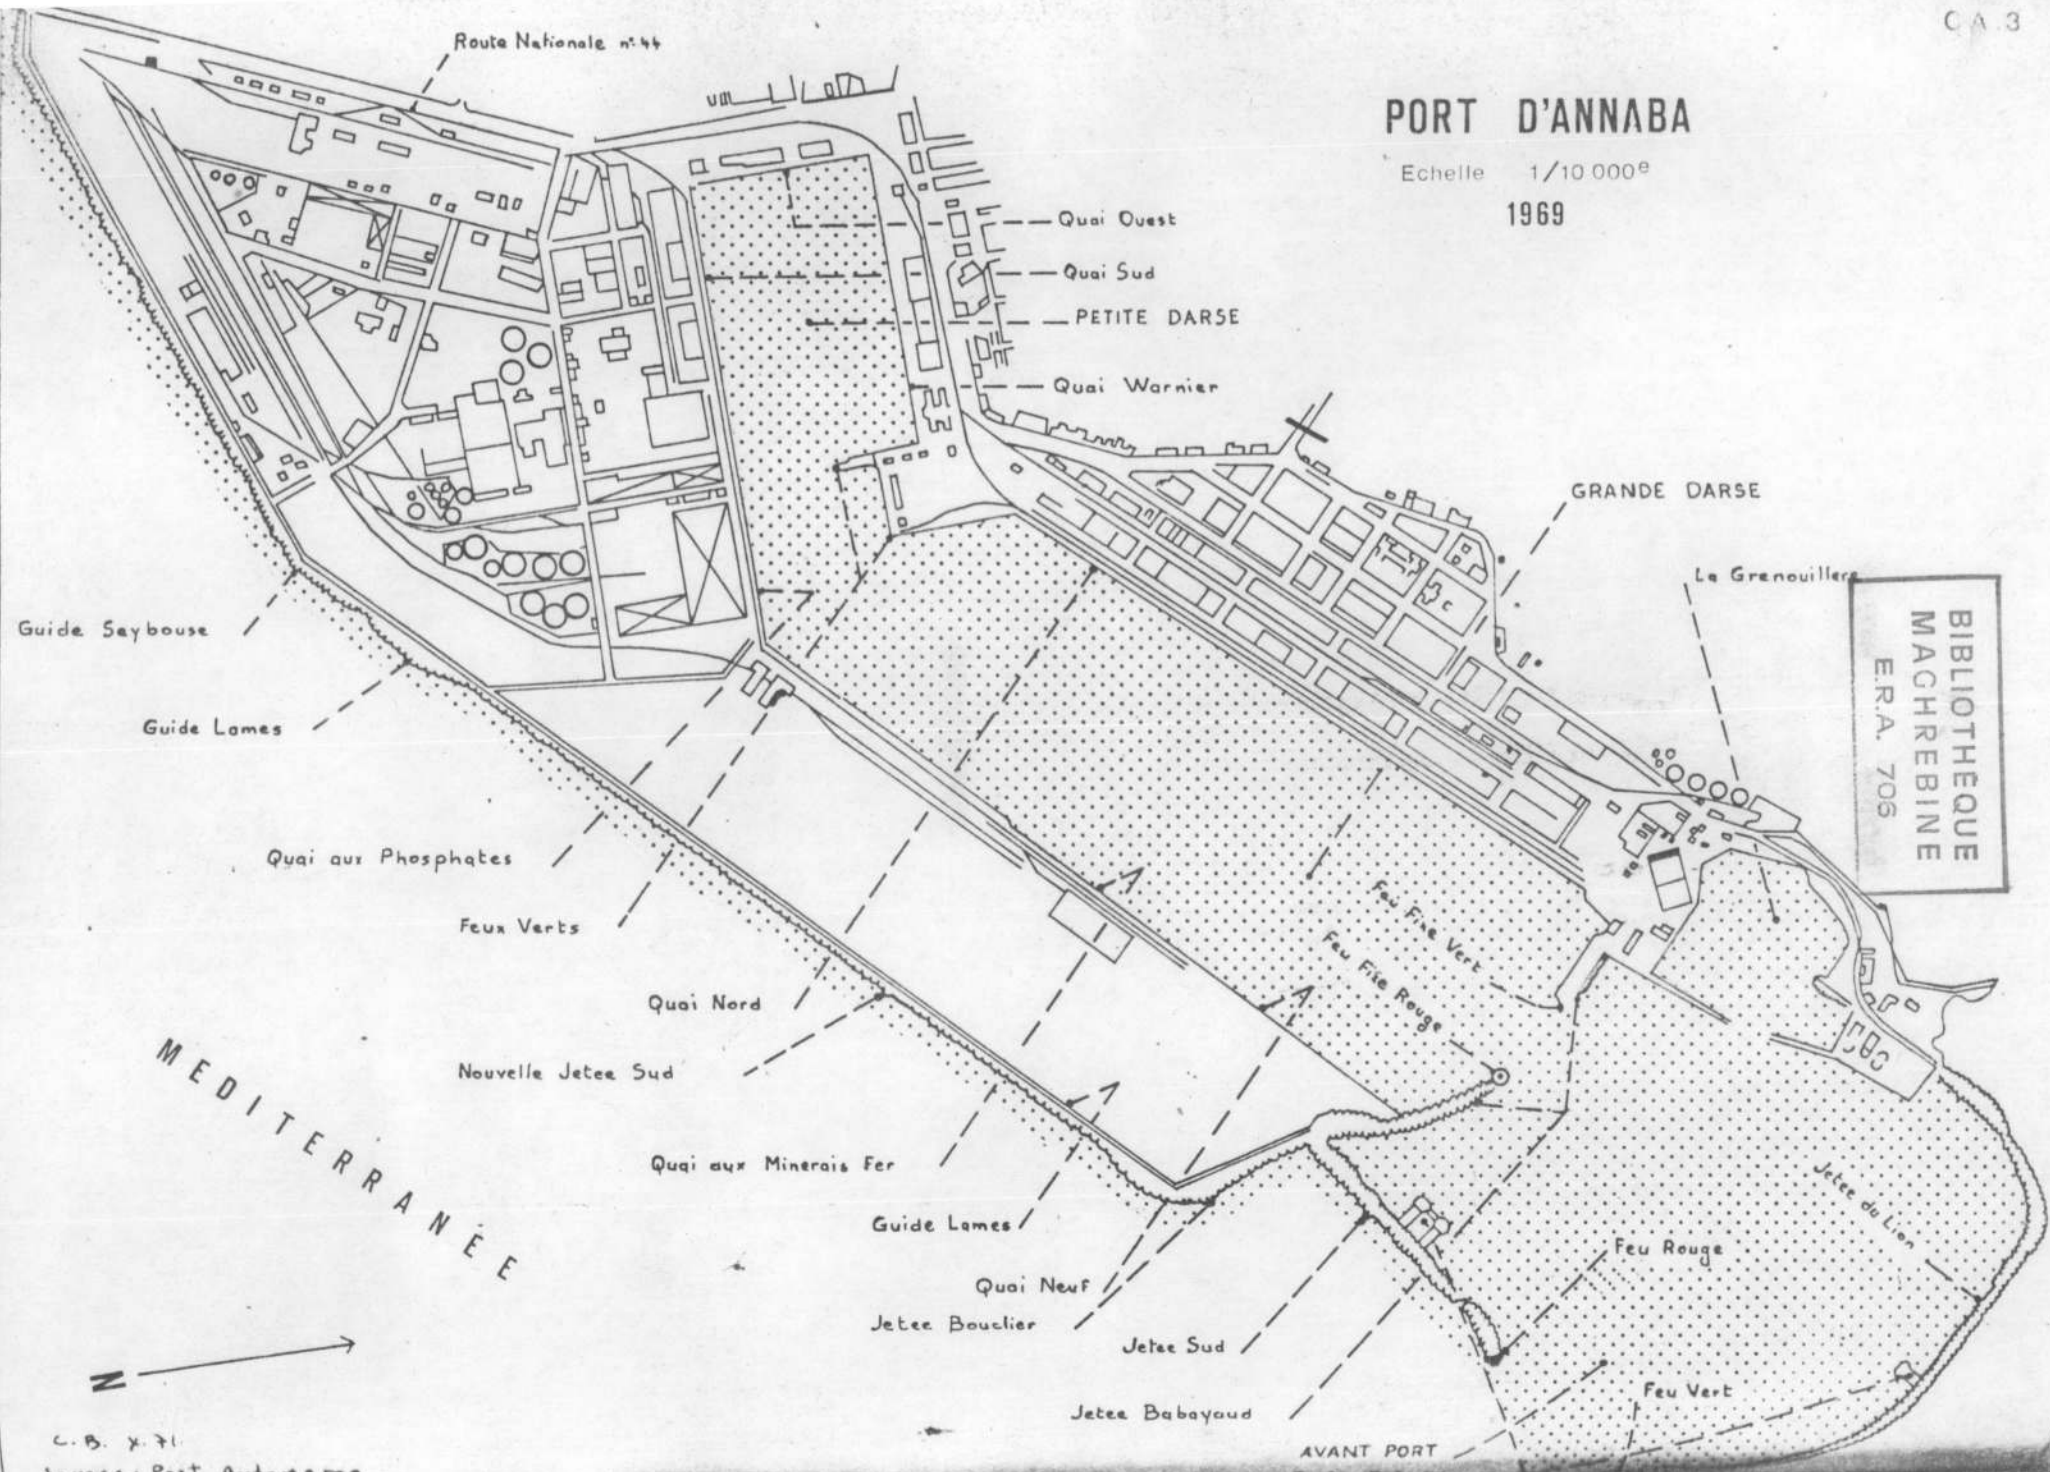 C A . 3
Route Nationale n° 44
PORT D'ANNABA
Echelle 1/10 000e
1969
Quai Ouest
Quai Sud
PETITE DARSE
Quai Warnier
GRANDE DARSE
La Grenouillere
BIBLIOTHEQUE
MAGHREBINE
E.R.A. 706
Guide Seybouse
Guide Lames
Quai aux Phosphates
Feux Verts
Feu Fixe Vert
Feu Fixe Rouge
Quai Nord
Nouvelle Jetee Sud
MEDITERRANÉE
Quai aux Minerais Fer
Jetee du Lion
Guide Lames
Feu Rouge
Quai Neuf
Jetee Bouclier
Jetee Sud
Feu Vert
Jetee Babayaud
AVANT PORT
N
C. B. X. 71
Port